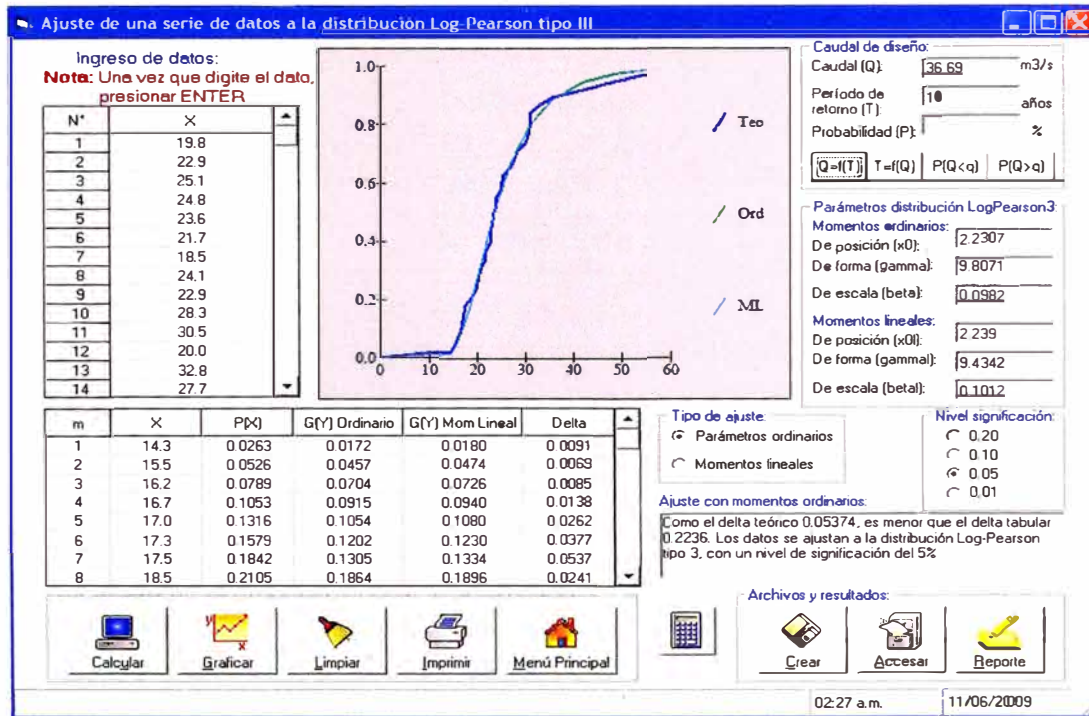 Ajuste de una serie de datos a la distribución Log-Pearson tipo III
Ingreso de datos:
Nota: Una vez que digite el dato,
presionar ENTER
N° X
1 19.8
2 22.9
3 25.1
4 24.8
5 23.6
6 21.7
7 18.5
8 24.1
9 22.9
10 28.3
11 30.5
12 20.0
13 32.8
14 27.7
1.0
0.8
0.6
0.4
0.2
0.0
0 10 20 30 40 50 60
Teo
Ord
ML
Caudal de diseño:
Caudal (Q): 36.69 m3/s
Período de
retorno (T): 10 años
Probabilidad (P): %
Q=f(T) T=f(Q) P(Q<q) P(Q>q)
Parámetros distribución LogPearson3:
Momentos ordinarios:
De posición (x0): 2.2307
De forma (gamma): 9.8071
De escala (beta): 0.0982
Momentos lineales:
De posición (x0l): 2.239
De forma (gammal): 9.4342
De escala (betal): 0.1012
m X P(X) G(Y) Ordinario G(Y) Mom Lineal Delta
1 14.3 0.0263 0.0172 0.0180 0.0091
2 15.5 0.0526 0.0457 0.0474 0.0069
3 16.2 0.0789 0.0704 0.0726 0.0085
4 16.7 0.1053 0.0915 0.0940 0.0138
5 17.0 0.1316 0.1054 0.1080 0.0262
6 17.3 0.1579 0.1202 0.1230 0.0377
7 17.5 0.1842 0.1305 0.1334 0.0537
8 18.5 0.2105 0.1864 0.1896 0.0241
Tipo de ajuste:
Parámetros ordinarios
Momentos lineales
Nivel significación:
0.20
0.10
0.05
0.01
Ajuste con momentos ordinarios:
Como el delta teórico 0.05374, es menor que el delta tabular
0.2236. Los datos se ajustan a la distribución Log-Pearson
tipo 3, con un nivel de significación del 5%
Archivos y resultados:
Calcular Graficar Limpiar Imprimir Menú Principal Crear Accesar Reporte
02:27 a.m. 11/06/2009